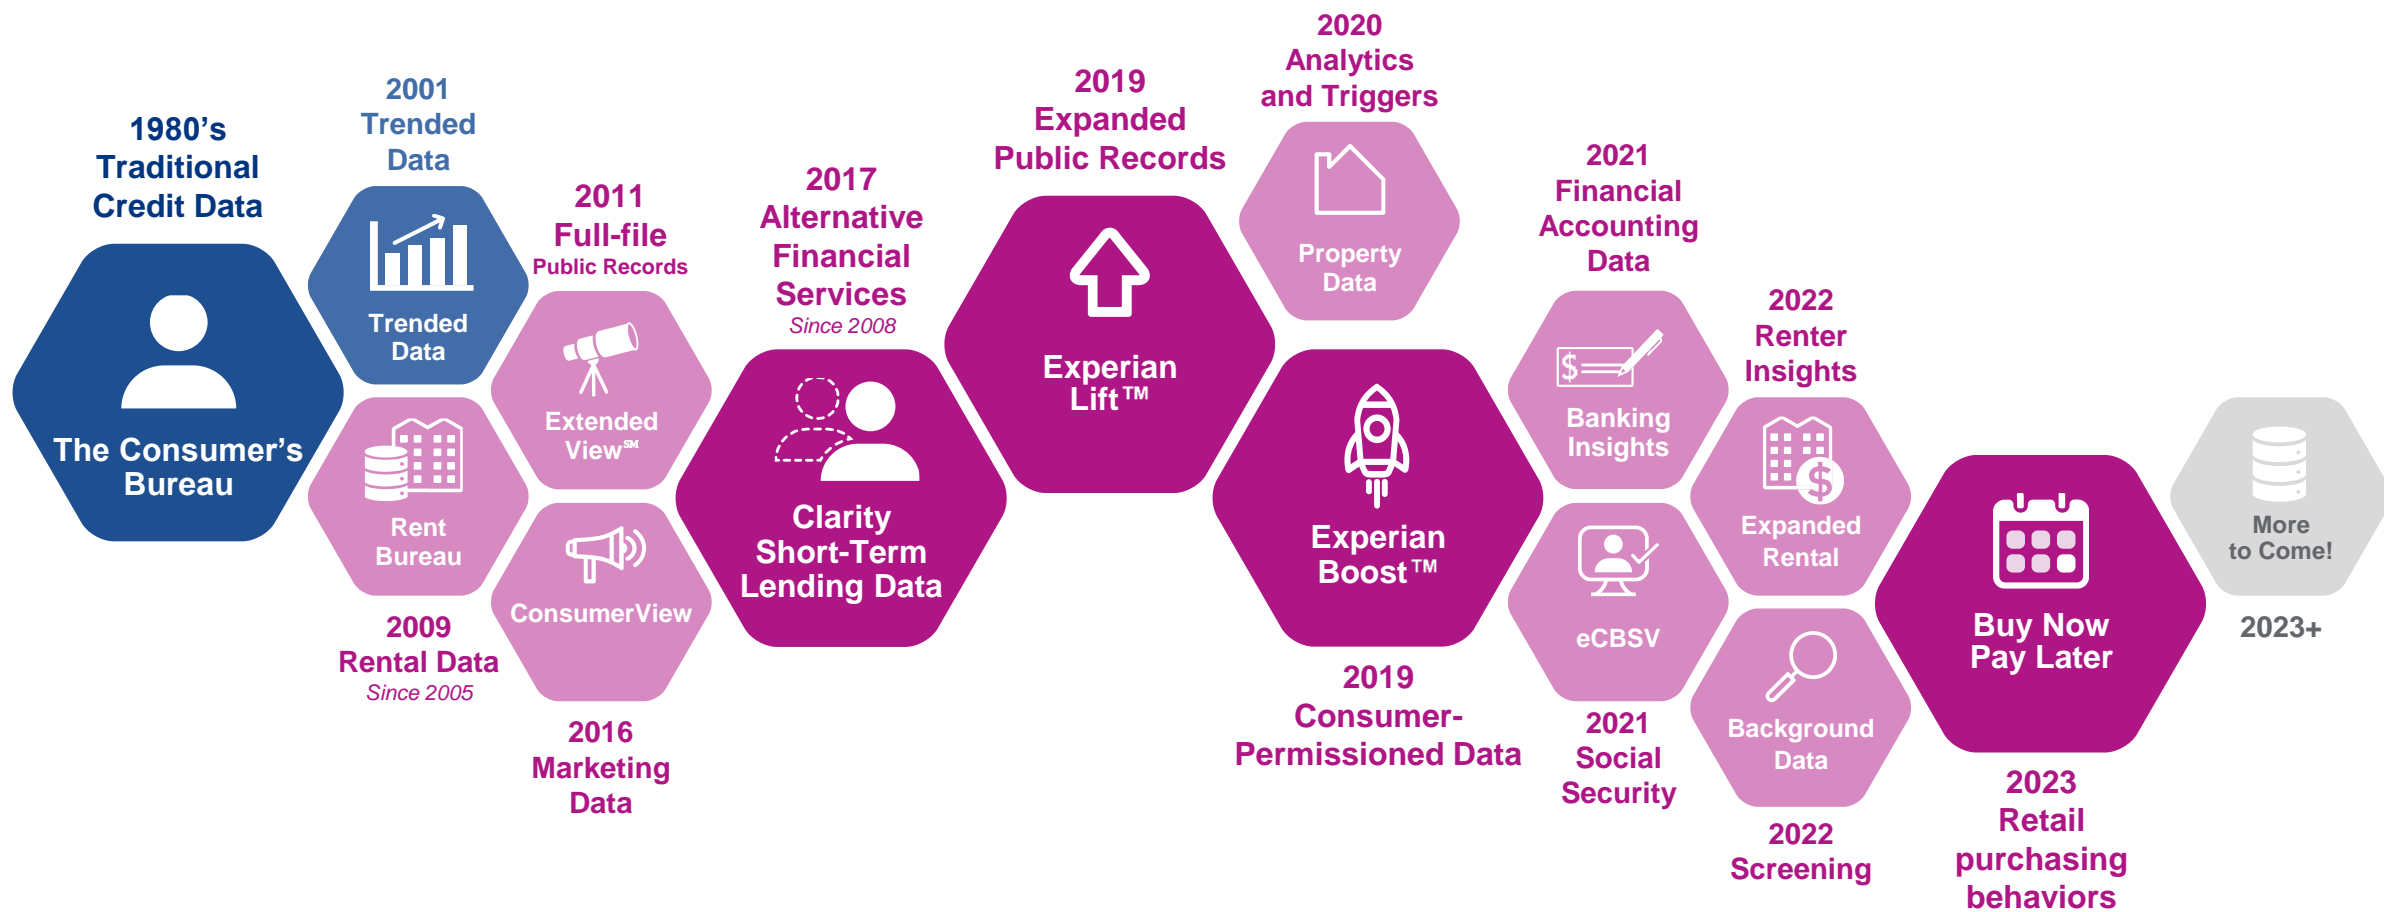 1980's
Traditional
Credit Data
The Consumer's
Bureau
2001
Trended
Data
Trended
Data
Rent
Bureau
2009
Rental Data
Since 2005
2011
Full-file
Public Records
Extended
View℠
ConsumerView
2016
Marketing
Data
2017
Alternative
Financial
Services
Since 2008
Clarity
Short-Term
Lending Data
2019
Expanded
Public Records
Experian
Lift™
2020
Analytics
and Triggers
Property
Data
Experian
Boost™
2019
Consumer-
Permissioned Data
2021
Financial
Accounting
Data
$
Banking
Insights
eCBSV
2021
Social
Security
2022
Renter
Insights
$
Expanded
Rental
Background
Data
2022
Screening
Buy Now
Pay Later
2023
Retail
purchasing
behaviors
More
to Come!
2023+